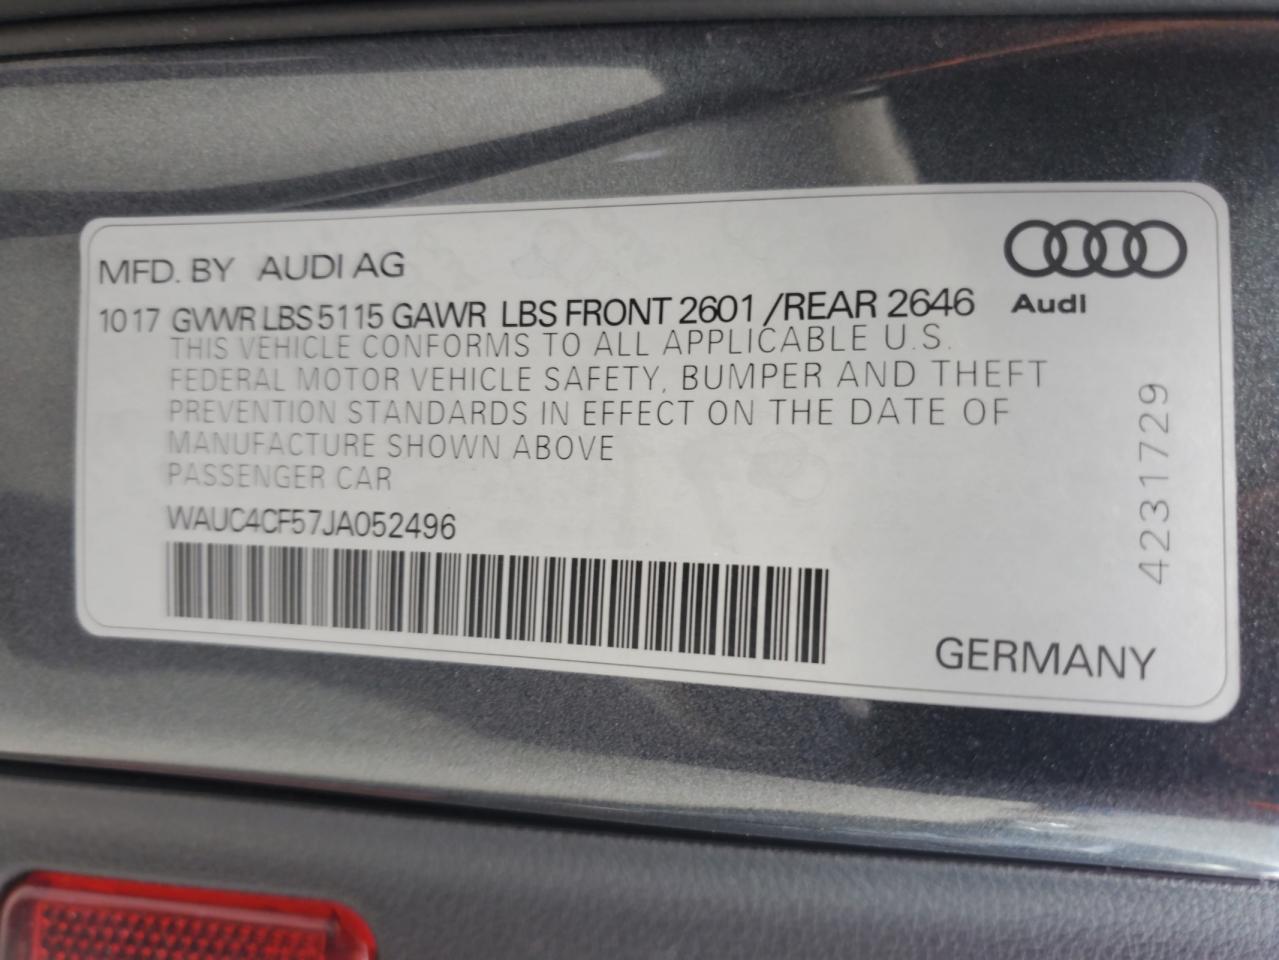 MFD. BY AUDI AG
Audi
1017 GVWR LBS 5115 GAWR LBS FRONT 2601 /REAR 2646
THIS VEHICLE CONFORMS TO ALL APPLICABLE U.S.
FEDERAL MOTOR VEHICLE SAFETY, BUMPER AND THEFT
PREVENTION STANDARDS IN EFFECT ON THE DATE OF
MANUFACTURE SHOWN ABOVE
PASSENGER CAR
WAUC4CF57JA052496
4231729
GERMANY